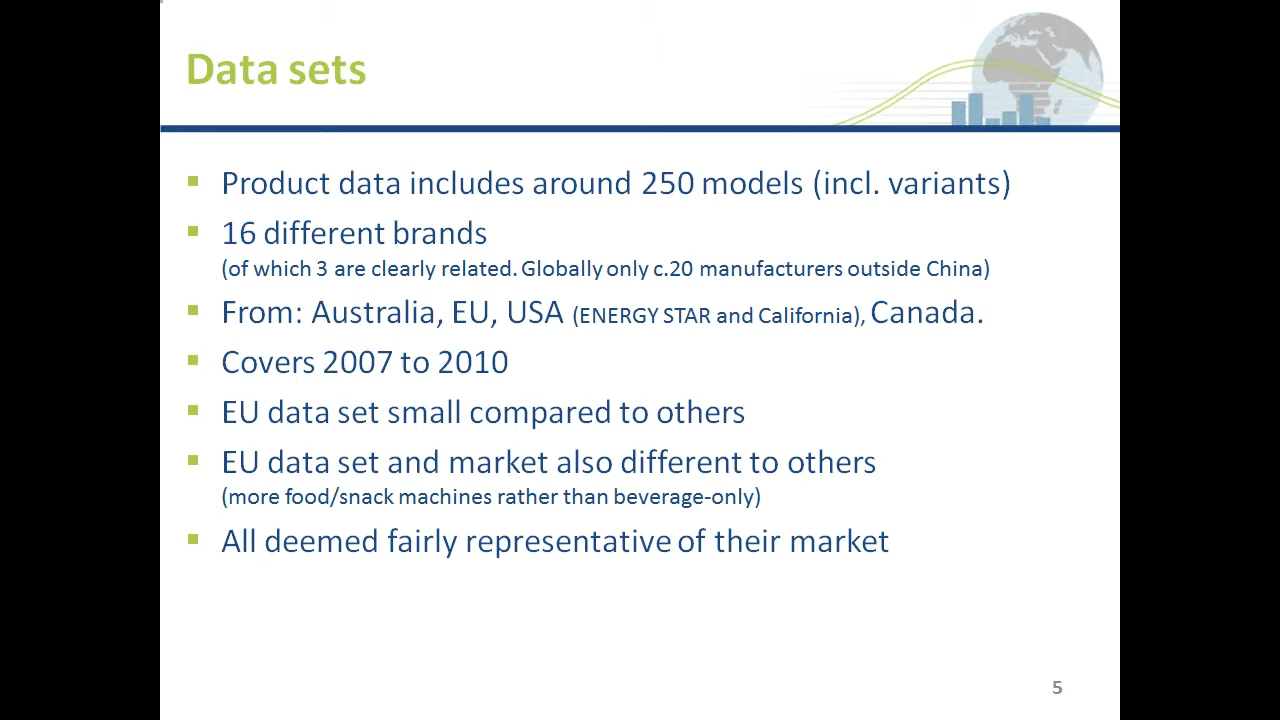 Data sets
Product data includes around 250 models (incl. variants)
16 different brands
(of which 3 are clearly related. Globally only c.20 manufacturers outside China)
From: Australia, EU, USA (ENERGY STAR and California), Canada.
Covers 2007 to 2010
EU data set small compared to others
EU data set and market also different to others
(more food/snack machines rather than beverage-only)
All deemed fairly representative of their market
5